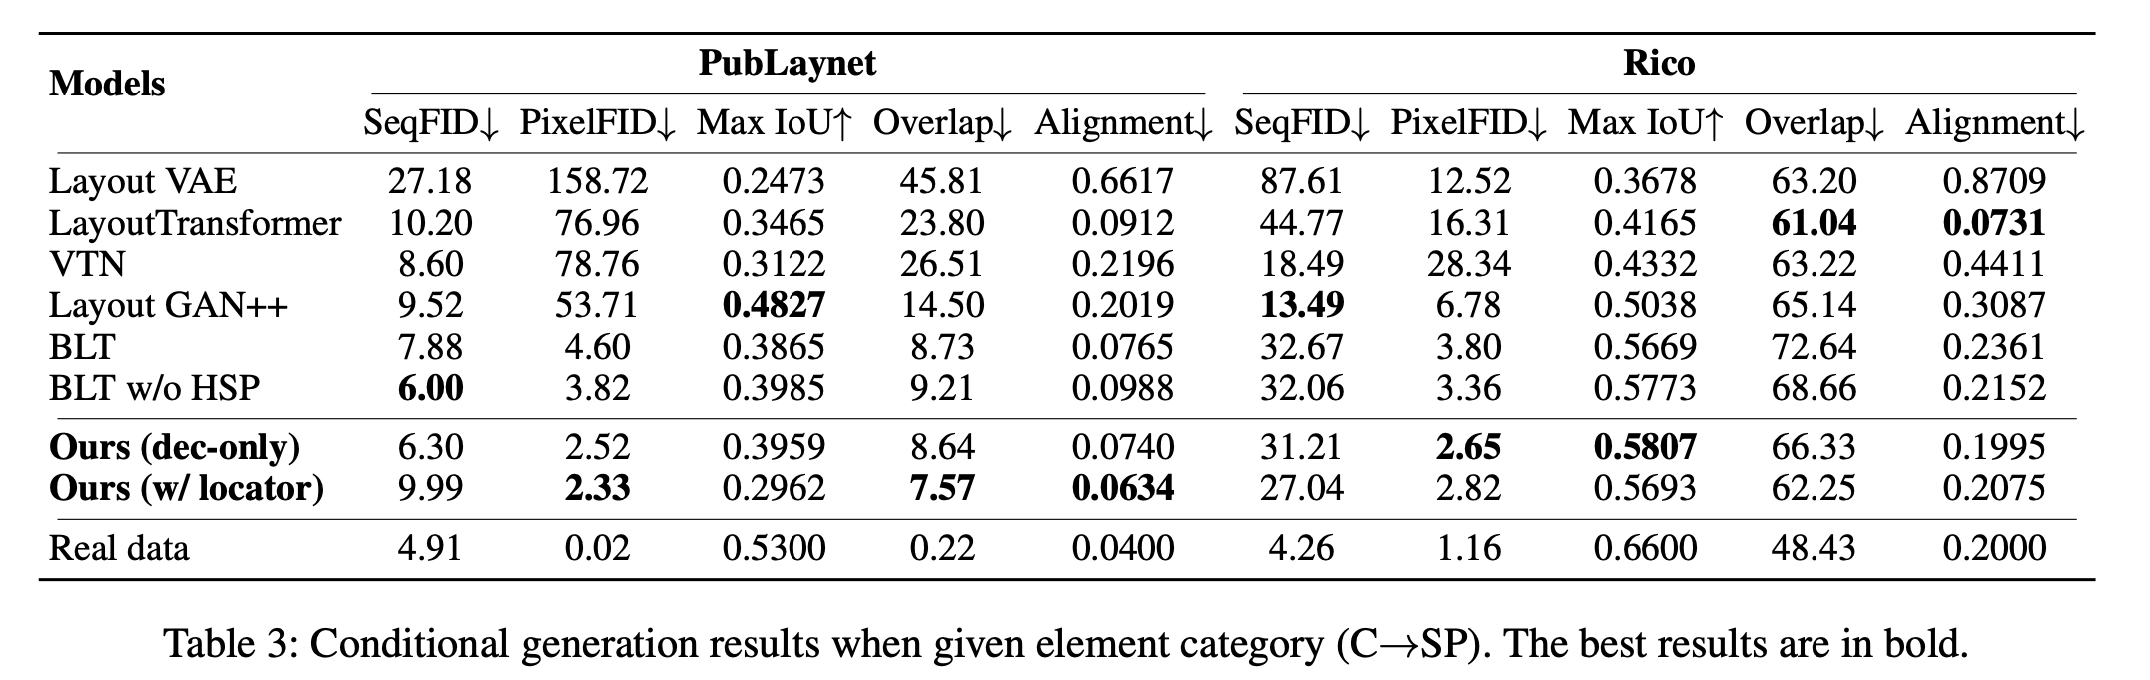 Models PubLaynet Rico
SeqFID↓ PixelFID↓ Max IoU↑ Overlap↓ Alignment↓ SeqFID↓ PixelFID↓ Max IoU↑ Overlap↓ Alignment↓
Layout VAE 27.18 158.72 0.2473 45.81 0.6617 87.61 12.52 0.3678 63.20 0.8709
LayoutTransformer 10.20 76.96 0.3465 23.80 0.0912 44.77 16.31 0.4165 61.04 0.0731
VTN 8.60 78.76 0.3122 26.51 0.2196 18.49 28.34 0.4332 63.22 0.4411
Layout GAN++ 9.52 53.71 0.4827 14.50 0.2019 13.49 6.78 0.5038 65.14 0.3087
BLT 7.88 4.60 0.3865 8.73 0.0765 32.67 3.80 0.5669 72.64 0.2361
BLT w/o HSP 6.00 3.82 0.3985 9.21 0.0988 32.06 3.36 0.5773 68.66 0.2152
Ours (dec-only) 6.30 2.52 0.3959 8.64 0.0740 31.21 2.65 0.5807 66.33 0.1995
Ours (w/ locator) 9.99 2.33 0.2962 7.57 0.0634 27.04 2.82 0.5693 62.25 0.2075
Real data 4.91 0.02 0.5300 0.22 0.0400 4.26 1.16 0.6600 48.43 0.2000
Table 3: Conditional generation results when given element category (C→SP). The best results are in bold.